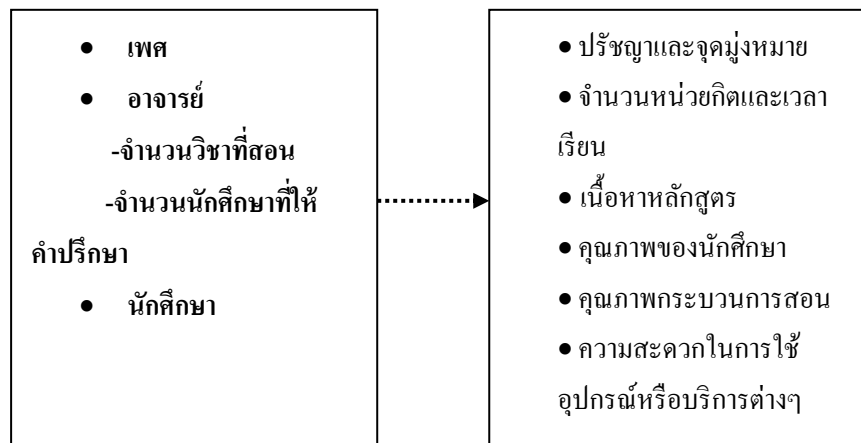 ● เพศ
● อาจารย์
-จำนวนวิชาที่สอน
-จำนวนนักศึกษาที่ให้
คำปรึกษา
● นักศึกษา
● ปรัชญาและจุดมู่งหมาย
● จำนวนหน่วยกิตและเวลา
เรียน
● เนื้อหาหลักสูตร
● คุณภาพของนักศึกษา
● คุณภาพกระบวนการสอน
● ความสะดวกในการใช้
อุปกรณ์หรือบริการต่างๆ